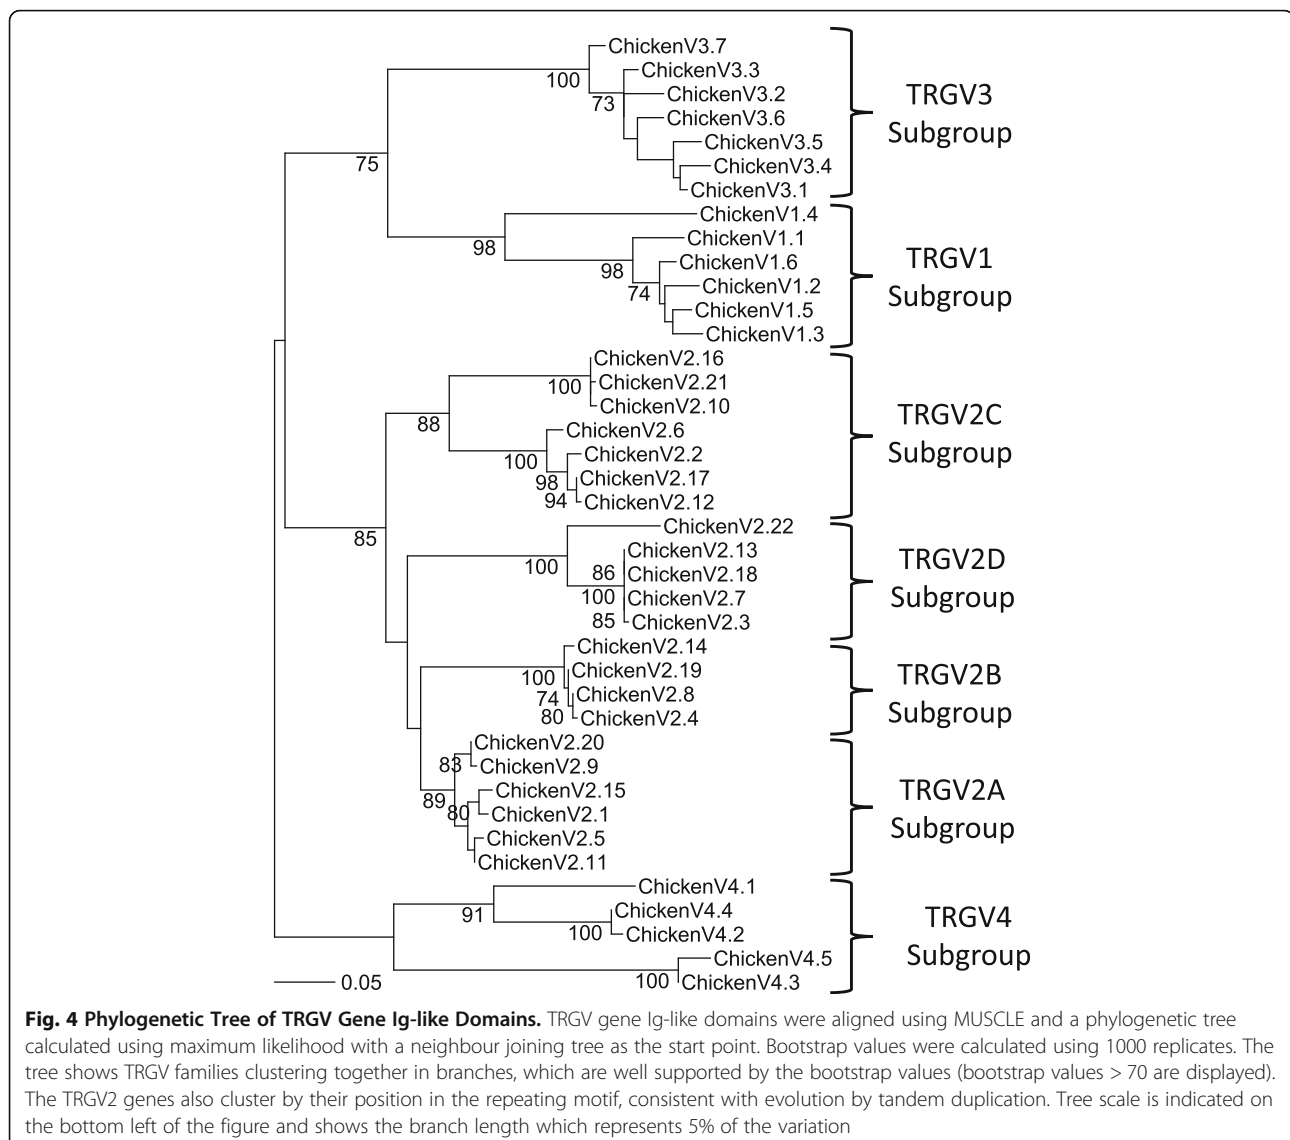 ChickenV3.7
100
ChickenV3.3
73
ChickenV3.2
ChickenV3.6
ChickenV3.5
ChickenV3.4
ChickenV3.1
TRGV3
Subgroup
75
ChickenV1.4
98
ChickenV1.1
98
ChickenV1.6
74
ChickenV1.2
ChickenV1.5
ChickenV1.3
TRGV1
Subgroup
ChickenV2.16
100
ChickenV2.21
ChickenV2.10
88
ChickenV2.6
100
ChickenV2.2
98
ChickenV2.17
94
ChickenV2.12
TRGV2C
Subgroup
85
ChickenV2.22
100
ChickenV2.13
86
ChickenV2.18
100
ChickenV2.7
85
ChickenV2.3
TRGV2D
Subgroup
ChickenV2.14
100
ChickenV2.19
74
ChickenV2.8
80
ChickenV2.4
TRGV2B
Subgroup
ChickenV2.20
83
ChickenV2.9
89
ChickenV2.15
80
ChickenV2.1
ChickenV2.5
ChickenV2.11
TRGV2A
Subgroup
ChickenV4.1
91
ChickenV4.4
100
ChickenV4.2
ChickenV4.5
100
ChickenV4.3
TRGV4
Subgroup
0.05
Fig. 4 Phylogenetic Tree of TRGV Gene Ig-like Domains. TRGV gene Ig-like domains were aligned using MUSCLE and a phylogenetic tree
calculated using maximum likelihood with a neighbour joining tree as the start point. Bootstrap values were calculated using 1000 replicates. The
tree shows TRGV families clustering together in branches, which are well supported by the bootstrap values (bootstrap values > 70 are displayed).
The TRGV2 genes also cluster by their position in the repeating motif, consistent with evolution by tandem duplication. Tree scale is indicated on
the bottom left of the figure and shows the branch length which represents 5% of the variation